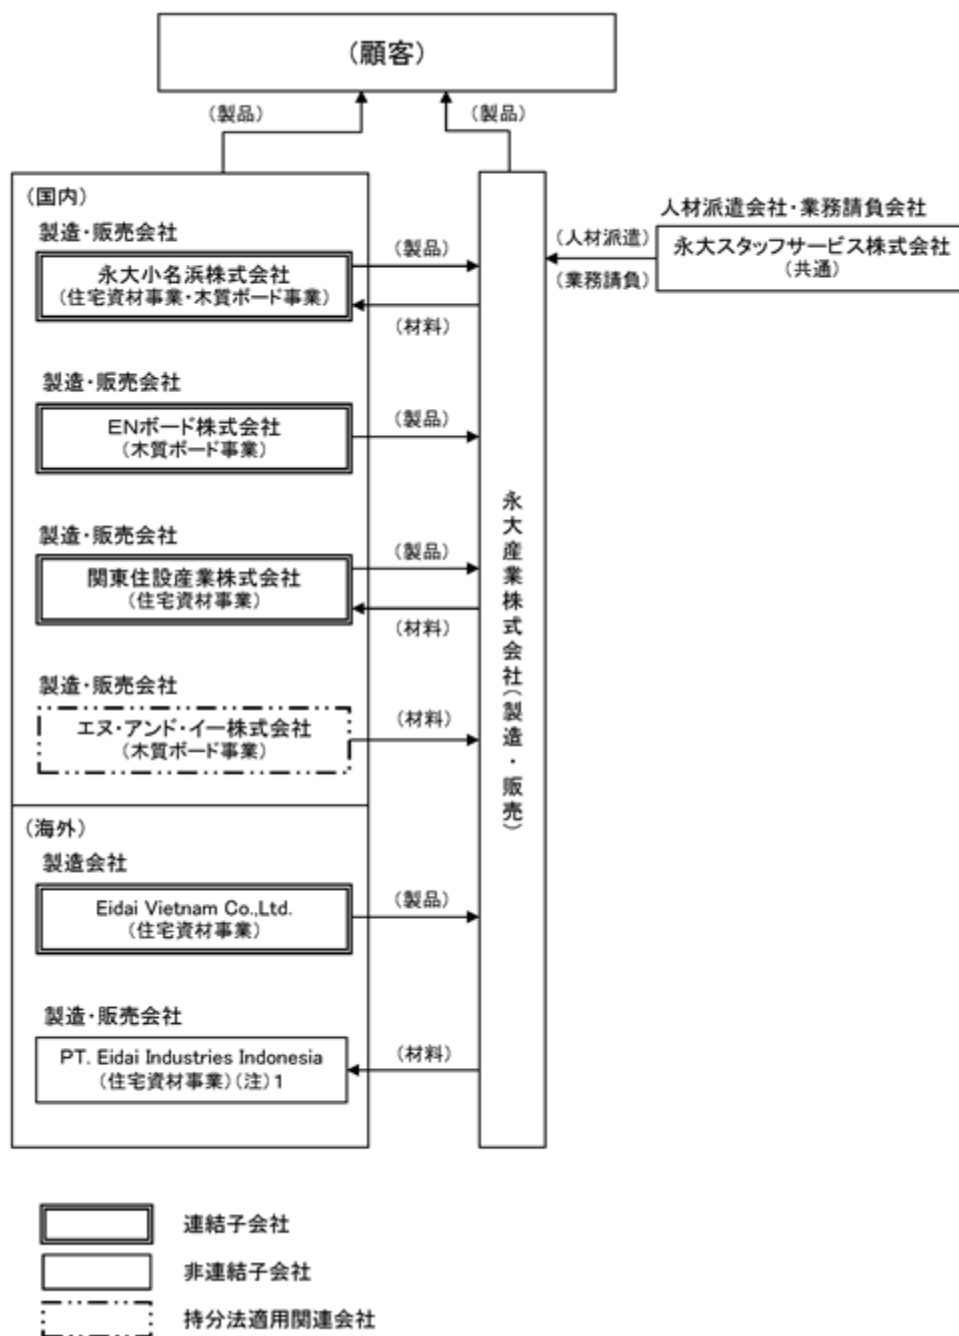 (顧客)
(製品)
(製品)
(国内)
製造・販売会社
永大小名浜株式会社
(住宅資材事業・木質ボード事業)
(製品)
(材料)
人材派遣会社・業務請負会社
永大スタッフサービス株式会社
(共通)
(人材派遣)
(業務請負)
製造・販売会社
ENボード株式会社
(木質ボード事業)
(製品)
製造・販売会社
関東住設産業株式会社
(住宅資材事業)
(製品)
(材料)
製造・販売会社
エヌ・アンド・イー株式会社
(木質ボード事業)
(材料)
永大産業株式会社(製造・販売)
(海外)
製造会社
Eidai Vietnam Co.,Ltd.
(住宅資材事業)
(製品)
製造・販売会社
PT. Eidai Industries Indonesia
(住宅資材事業)(注)1
(材料)
連結子会社
非連結子会社
持分法適用関連会社